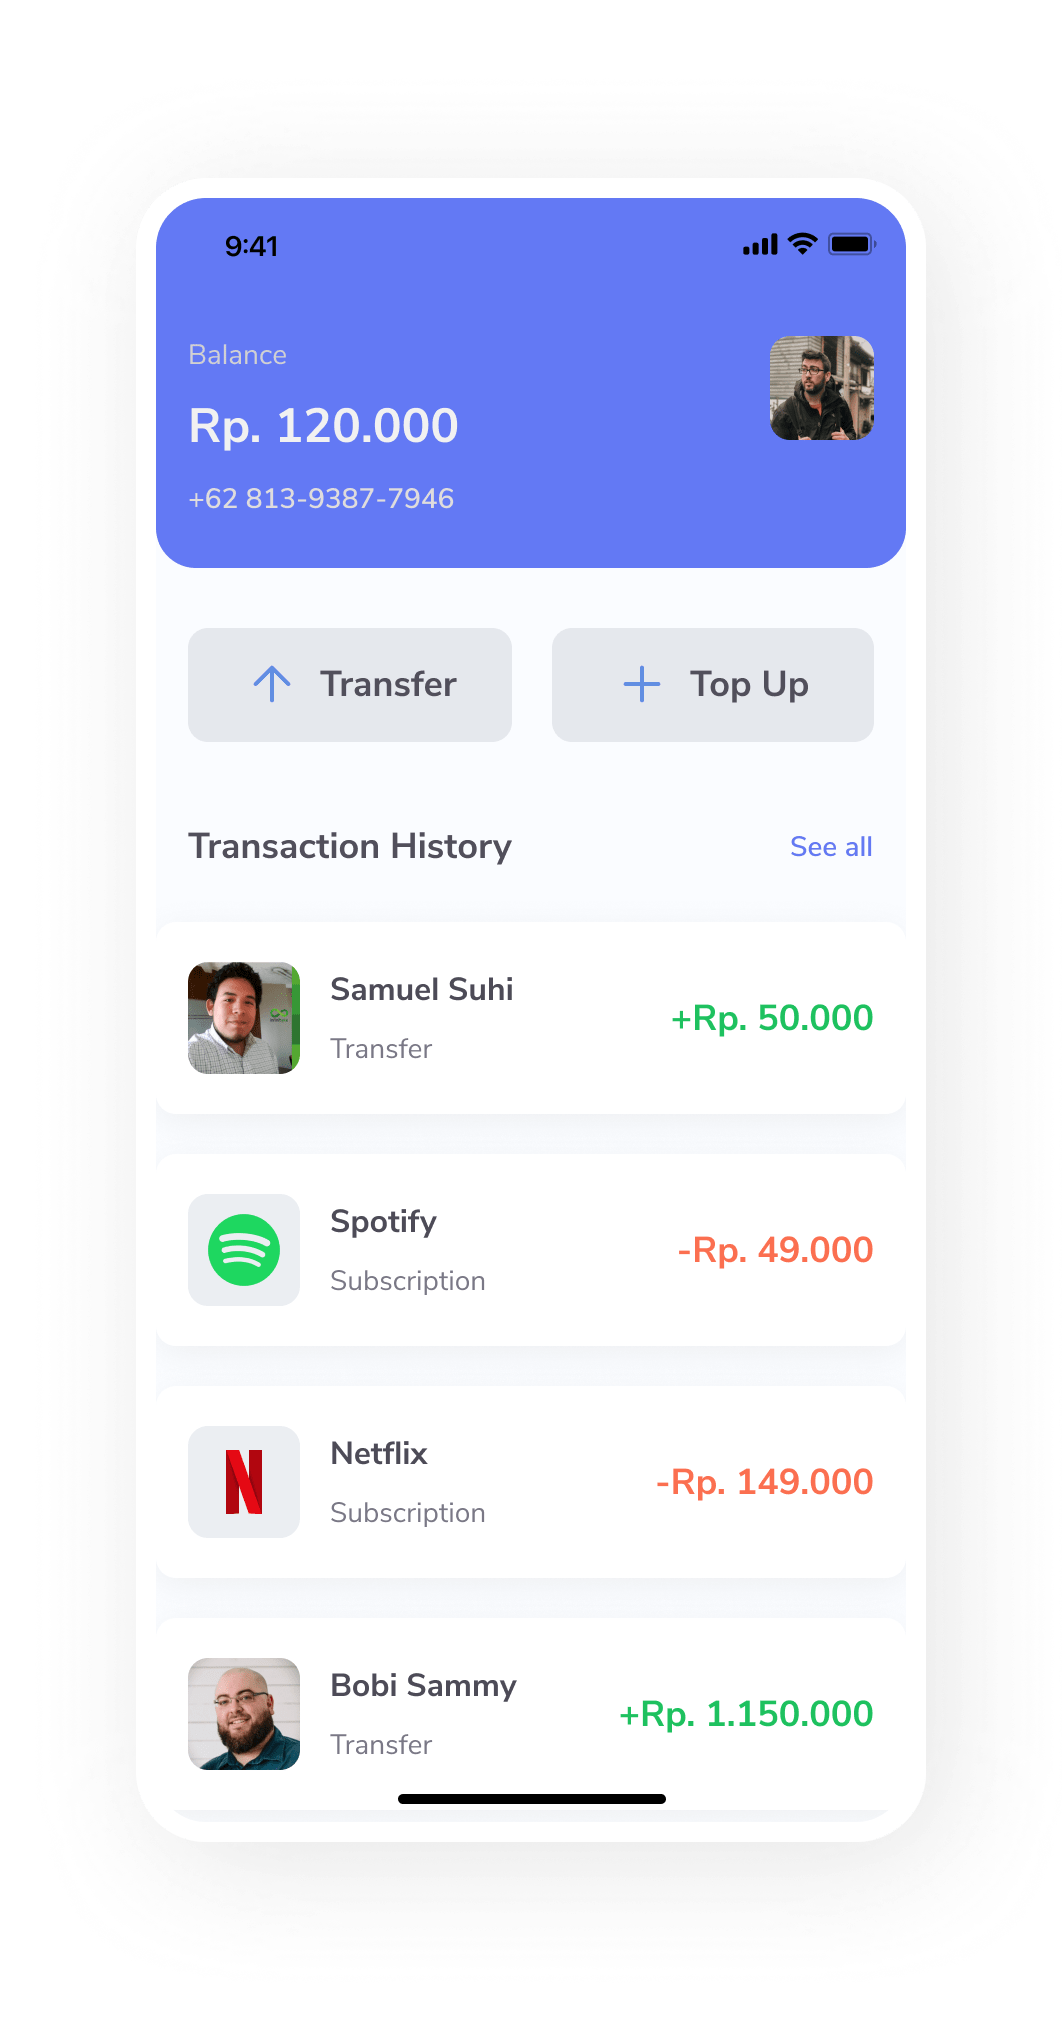 9:41
Balance
Rp. 120.000
+62 813-9387-7946
Transfer
Top Up
Transaction History
See all
Samuel Suhi
Transfer
+Rp. 50.000
Spotify
Subscription
-Rp. 49.000
Netflix
Subscription
-Rp. 149.000
Bobi Sammy
Transfer
+Rp. 1.150.000